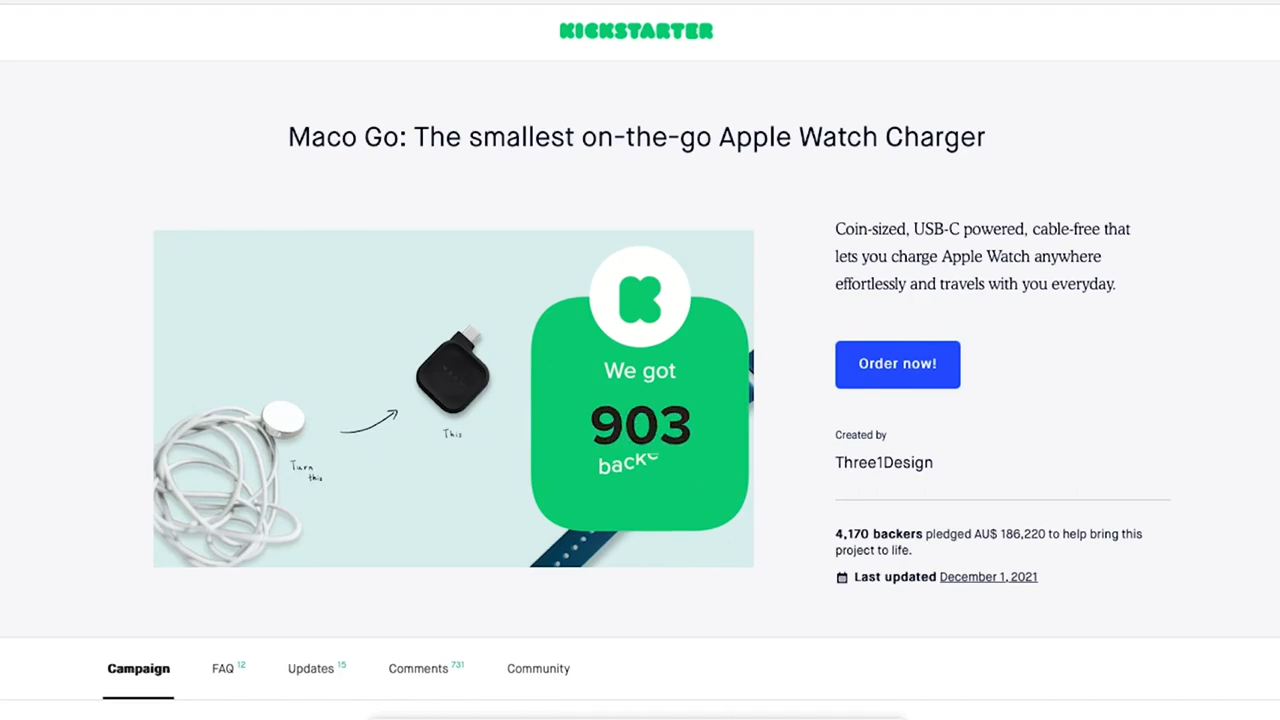 KICKSTARTER
Maco Go: The smallest on-the-go Apple Watch Charger
Turn
this
This
K
We got
903
backe
Coin-sized, USB-C powered, cable-free that
lets you charge Apple Watch anywhere
effortlessly and travels with you everyday.
Order now!
Created by
Three1Design
4,170 backers pledged AU$ 186,220 to help bring this
project to life.
Last updated December 1, 2021
Campaign FAQ 12 Updates 15 Comments 731 Community